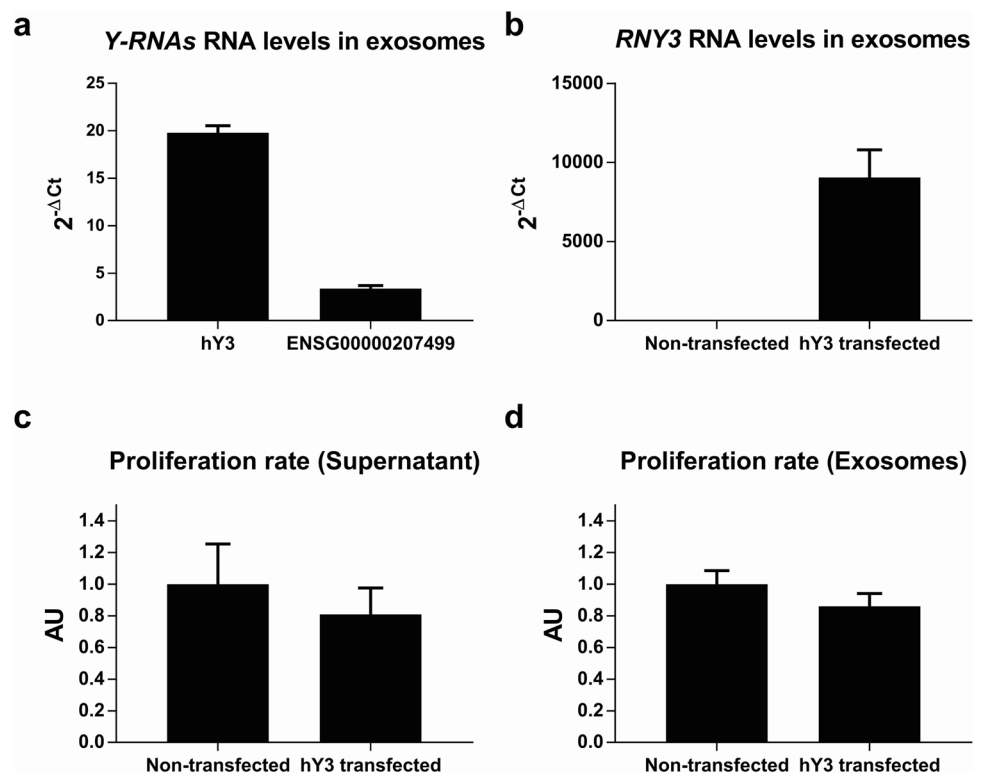 a
Y-RNAs RNA levels in exosomes
25
20
15
10
5
0
2^-ΔCt
hY3 ENSG00000207499
b
RNY3 RNA levels in exosomes
15000
10000
5000
0
2^-ΔCt
Non-transfected hY3 transfected
c
Proliferation rate (Supernatant)
1.4
1.2
1.0
0.8
0.6
0.4
0.2
0.0
AU
Non-transfected hY3 transfected
d
Proliferation rate (Exosomes)
1.4
1.2
1.0
0.8
0.6
0.4
0.2
0.0
AU
Non-transfected hY3 transfected